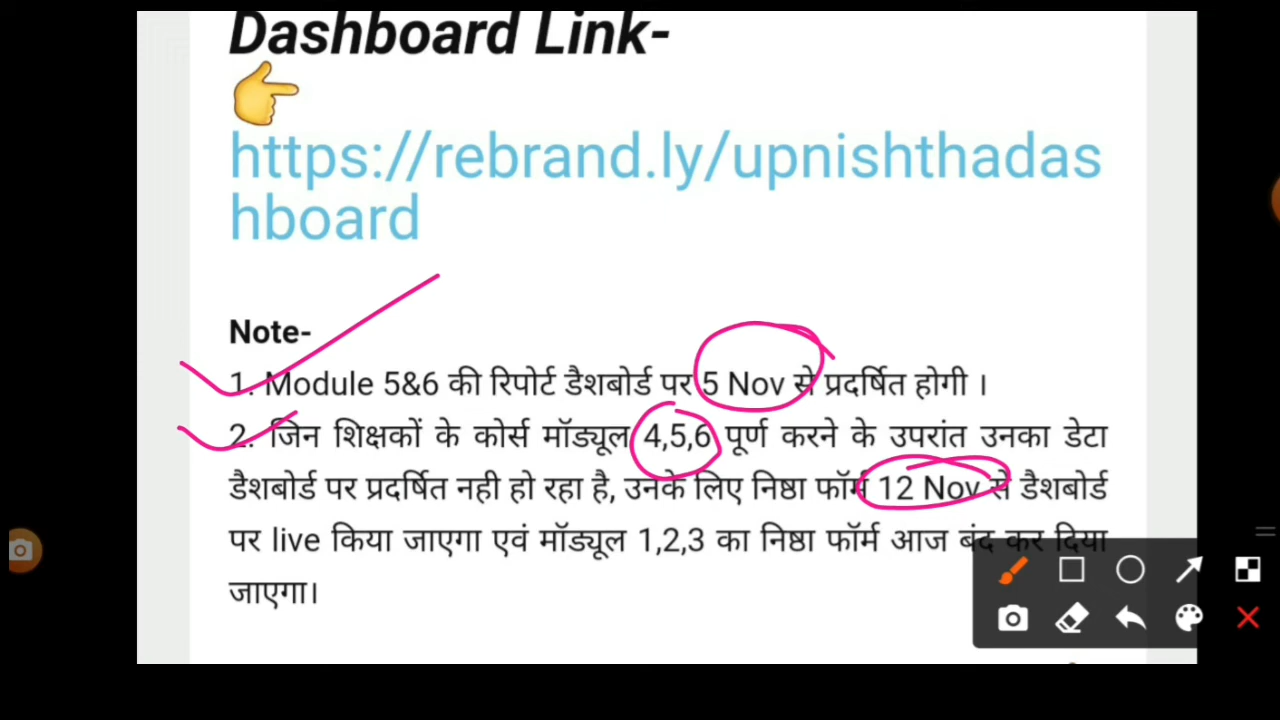 Dashboard Link-
https://rebrand.ly/upnishthadas
hboard
Note-
1. Module 5&6 की रिपोर्ट डैशबोर्ड पर 5 Nov से प्रदर्षित होगी ।
2. जिन शिक्षकों के कोर्स मॉड्यूल 4,5,6 पूर्ण करने के उपरांत उनका डेटा
डैशबोर्ड पर प्रदर्षित नही हो रहा है, उनके लिए निष्ठा फॉर्म 12 Nov से डैशबोर्ड
पर live किया जाएगा एवं मॉड्यूल 1,2,3 का निष्ठा फॉर्म आज बंद कर दिया
जाएगा।